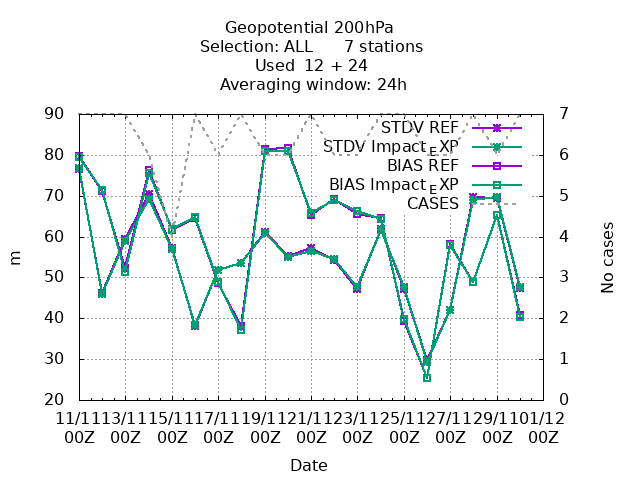 Geopotential 200hPa
Selection: ALL 7 stations
Used 12 + 24
Averaging window: 24h
90
80
70
60
50
40
30
20
m
7
6
5
4
3
2
1
0
No cases
STDV REF
STDV Impact_EXP
BIAS REF
BIAS Impact_EXP
CASES
11/11 13/11 15/11 17/11 19/11 21/11 23/11 25/11 27/11 29/11 01/12
00Z 00Z 00Z 00Z 00Z 00Z 00Z 00Z 00Z 00Z 00Z
Date